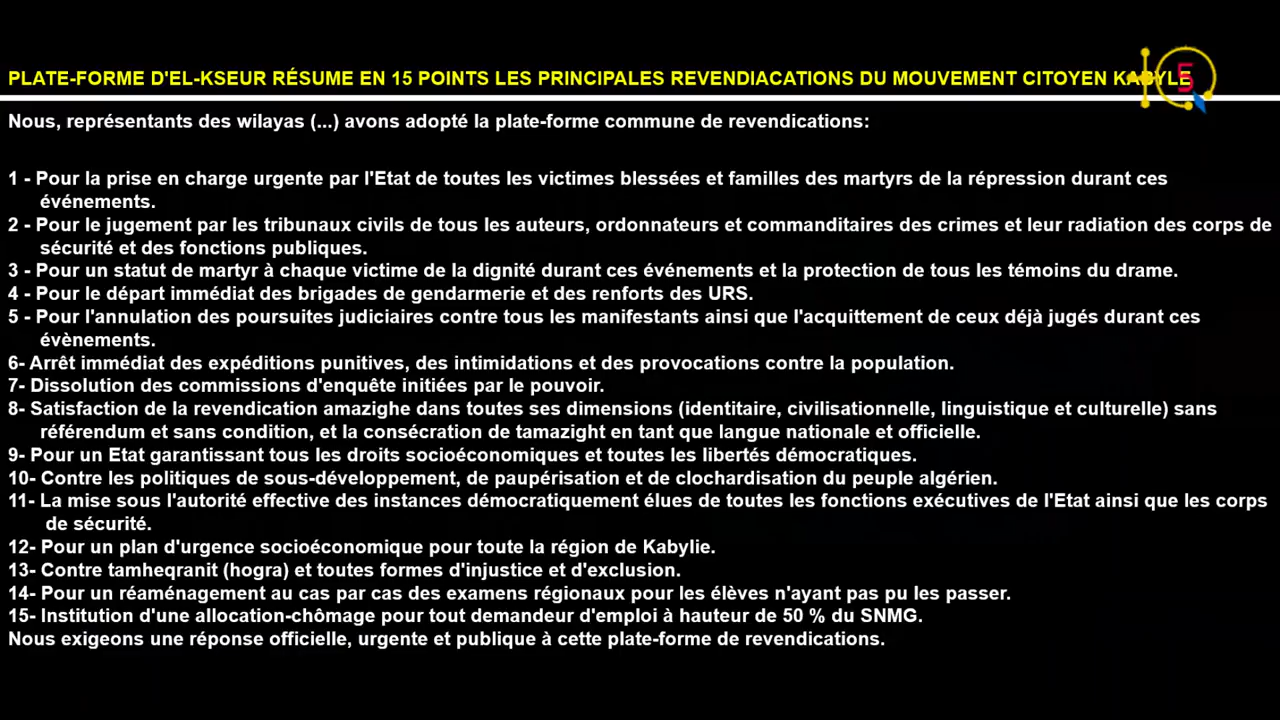 PLATE-FORME D'EL-KSEUR RÉSUME EN 15 POINTS LES PRINCIPALES REVENDIACATIONS DU MOUVEMENT CITOYEN KABYLE
5
Nous, représentants des wilayas (...) avons adopté la plate-forme commune de revendications:
1 - Pour la prise en charge urgente par l'Etat de toutes les victimes blessées et familles des martyrs de la répression durant ces
événements.
2 - Pour le jugement par les tribunaux civils de tous les auteurs, ordonnateurs et commanditaires des crimes et leur radiation des corps de
sécurité et des fonctions publiques.
3 - Pour un statut de martyr à chaque victime de la dignité durant ces événements et la protection de tous les témoins du drame.
4 - Pour le départ immédiat des brigades de gendarmerie et des renforts des URS.
5 - Pour l'annulation des poursuites judiciaires contre tous les manifestants ainsi que l'acquittement de ceux déjà jugés durant ces
évènements.
6- Arrêt immédiat des expéditions punitives, des intimidations et des provocations contre la population.
7- Dissolution des commissions d'enquête initiées par le pouvoir.
8- Satisfaction de la revendication amazighe dans toutes ses dimensions (identitaire, civilisationnelle, linguistique et culturelle) sans
référendum et sans condition, et la consécration de tamazight en tant que langue nationale et officielle.
9- Pour un Etat garantissant tous les droits socioéconomiques et toutes les libertés démocratiques.
10- Contre les politiques de sous-développement, de paupérisation et de clochardisation du peuple algérien.
11- La mise sous l'autorité effective des instances démocratiquement élues de toutes les fonctions exécutives de l'Etat ainsi que les corps
de sécurité.
12- Pour un plan d'urgence socioéconomique pour toute la région de Kabylie.
13- Contre tamheqranit (hogra) et toutes formes d'injustice et d'exclusion.
14- Pour un réaménagement au cas par cas des examens régionaux pour les élèves n'ayant pas pu les passer.
15- Institution d'une allocation-chômage pour tout demandeur d'emploi à hauteur de 50 % du SNMG.
Nous exigeons une réponse officielle, urgente et publique à cette plate-forme de revendications.